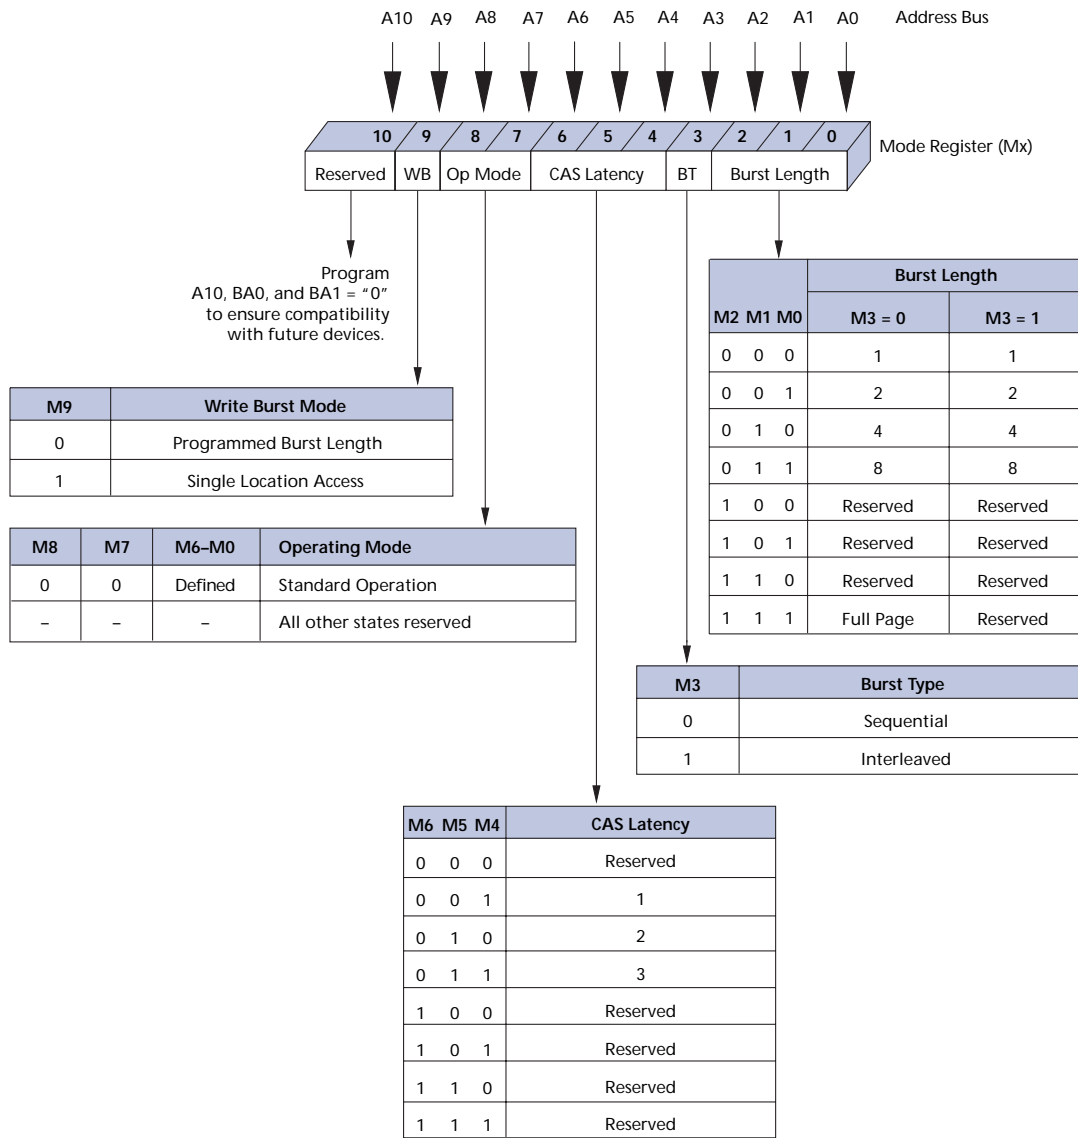 A10 A9 A8 A7 A6 A5 A4 A3 A2 A1 A0 Address Bus
10 9 8 7 6 5 4 3 2 1 0
Mode Register (Mx)
Reserved WB Op Mode CAS Latency BT Burst Length
Program
A10, BA0, and BA1 = “0”
to ensure compatibility
with future devices.
Burst Length
M2 M1 M0 M3 = 0 M3 = 1
0 0 0 1 1
0 0 1 2 2
0 1 0 4 4
0 1 1 8 8
1 0 0 Reserved Reserved
1 0 1 Reserved Reserved
1 1 0 Reserved Reserved
1 1 1 Full Page Reserved
M9 Write Burst Mode
0 Programmed Burst Length
1 Single Location Access
M8 M7 M6–M0 Operating Mode
0 0 Defined Standard Operation
– – – All other states reserved
M3 Burst Type
0 Sequential
1 Interleaved
M6 M5 M4 CAS Latency
0 0 0 Reserved
0 0 1 1
0 1 0 2
0 1 1 3
1 0 0 Reserved
1 0 1 Reserved
1 1 0 Reserved
1 1 1 Reserved